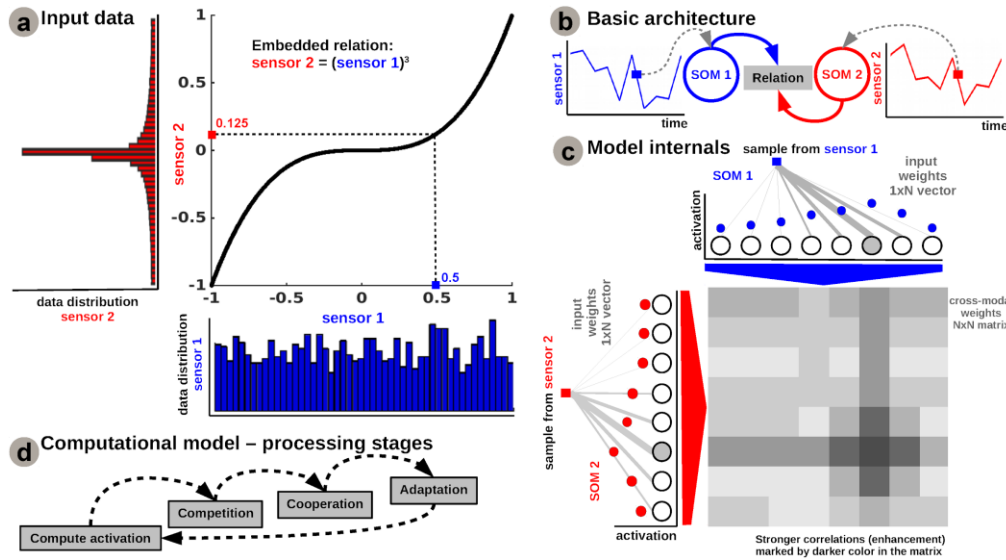 a Input data
Embedded relation:
sensor 2 = (sensor 1)³
1
0.5
0.125
0
-0.5
-1
sensor 2
0.5
-1
-0.5
0
0.5
1
sensor 1
data distribution
sensor 2
data distribution
sensor 1
b Basic architecture
sensor 1
time
SOM 1
Relation
SOM 2
sensor 2
time
c Model internals
sample from sensor 1
SOM 1
input
weights
1xN vector
activation
input
weights
1xN vector
sample from sensor 2
SOM 2
activation
cross-moda
weights
NxN matrix
Stronger correlations (enhancement)
marked by darker color in the matrix
d Computational model – processing stages
Compute activation
Competition
Cooperation
Adaptation